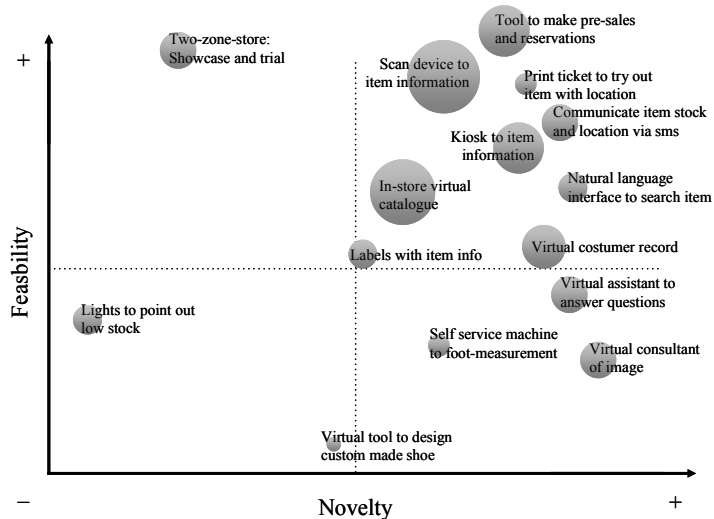 Tool to make pre-sales
and reservations
Two-zone-store:
Showcase and trial
+
Scan device to
item information
Print ticket to try out
item with location
Communicate item stock
and location via sms
Kiosk to item
information
Natural language
interface to search item
In-store virtual
catalogue
Labels with item info
Virtual costumer record
Feasbility
Virtual assistant to
answer questions
Lights to point out
low stock
Self service machine
to foot-measurement
Virtual consultant
of image
Virtual tool to design
custom made shoe
–
Novelty
+